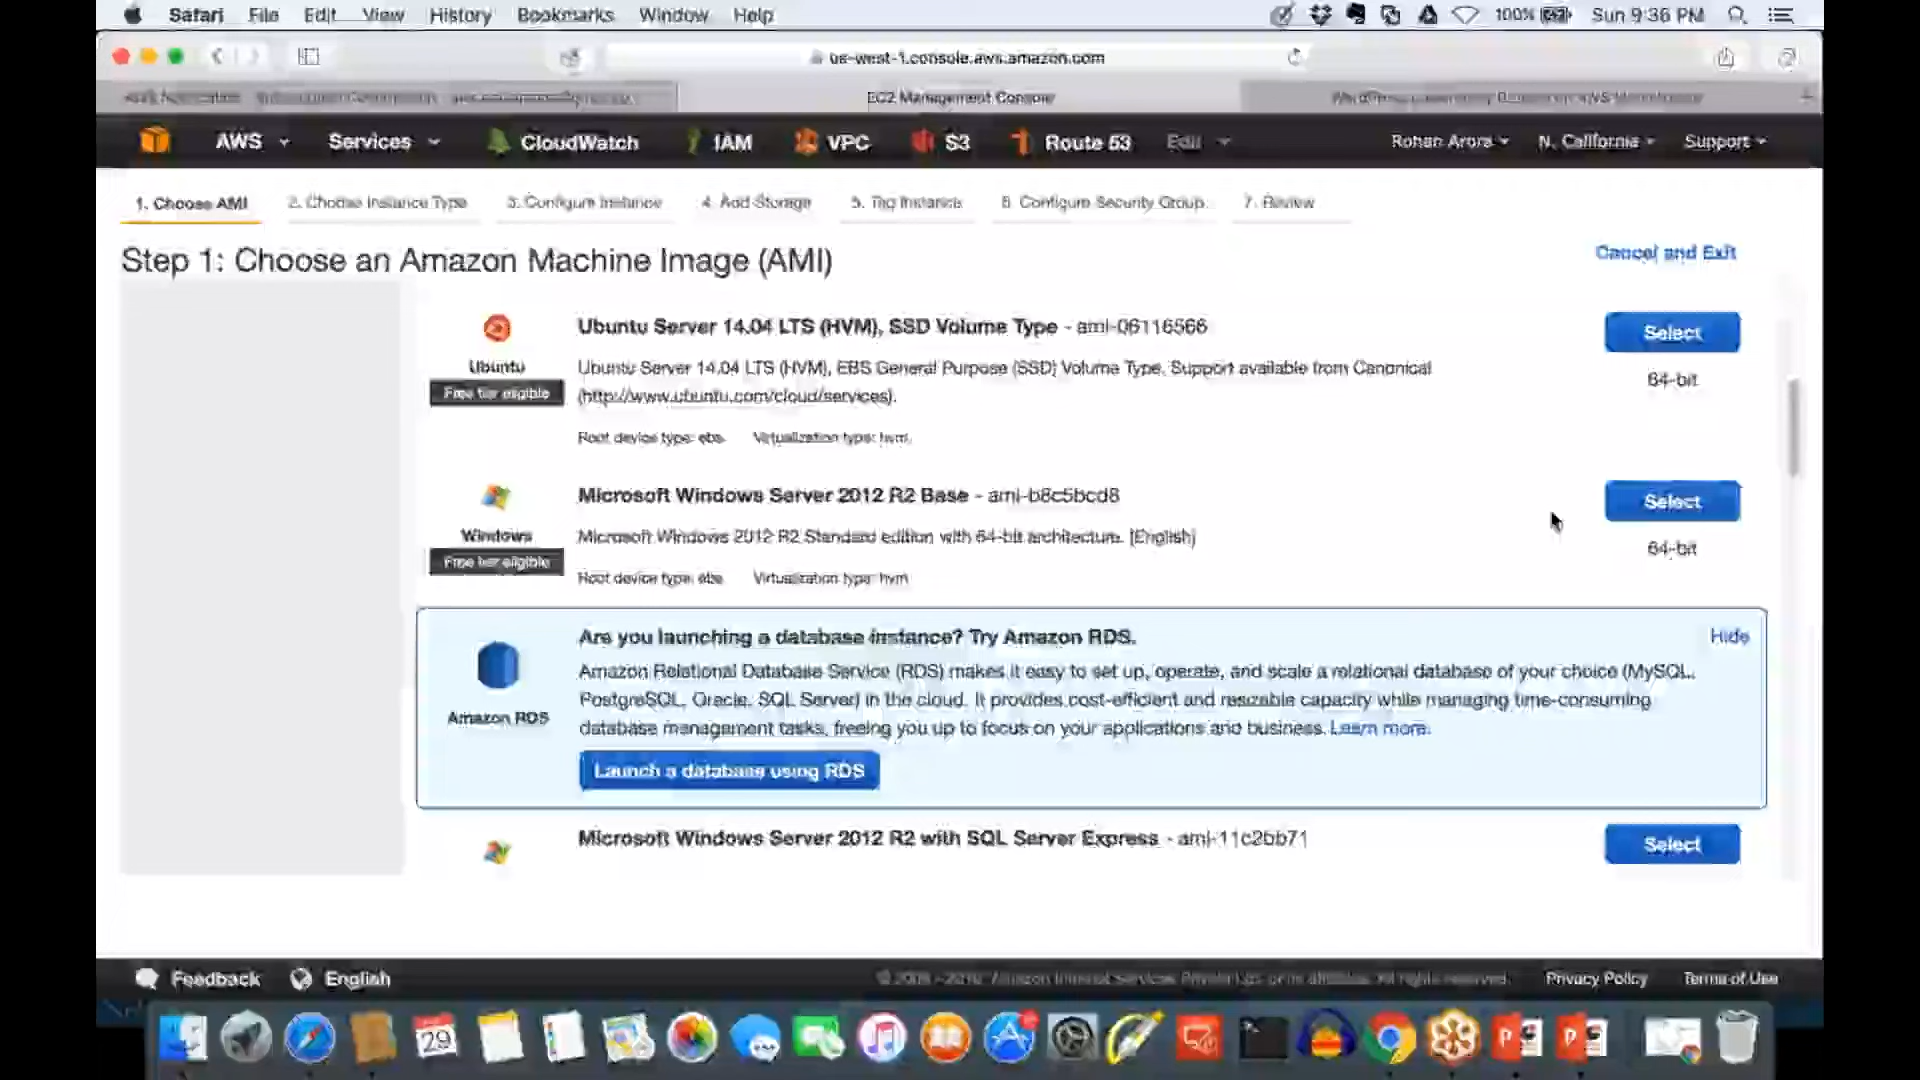 Safari File Edit View History Bookmarks Window Help 100% Sun 9:36 PM
us-west-1.console.aws.amazon.com
EC2 Management Console
AWS Services CloudWatch IAM VPC S3 Route 53 Edit Rohan Arora N. California Support
1. Choose AMI 2. Choose Instance Type 3. Configure Instance 4. Add Storage 5. Tag Instance 6. Configure Security Group 7. Review
Step 1: Choose an Amazon Machine Image (AMI) Cancel and Exit
Ubuntu Server 14.04 LTS (HVM), SSD Volume Type - ami-06116566 Select
Ubuntu
Ubuntu Server 14.04 LTS (HVM), EBS General Purpose (SSD) Volume Type. Support available from Canonical 64-bit
Free tier eligible (http://www.ubuntu.com/cloud/services).
Root device type: ebs Virtualization type: hvm
Microsoft Windows Server 2012 R2 Base - ami-b8c5bcd8 Select
Windows Microsoft Windows 2012 R2 Standard edition with 64-bit architecture. [English] 64-bit
Free tier eligible
Root device type: ebs Virtualization type: hvm
Are you launching a database instance? Try Amazon RDS. Hide
Amazon Relational Database Service (RDS) makes it easy to set up, operate, and scale a relational database of your choice (MySQL,
PostgreSQL, Oracle, SQL Server) in the cloud. It provides cost-efficient and resizable capacity while managing time-consuming
Amazon RDS
database management tasks, freeing you up to focus on your applications and business. Learn more.
Launch a database using RDS
Microsoft Windows Server 2012 R2 with SQL Server Express - ami-11c2bb71 Select
Feedback English Privacy Policy Terms of Use
29